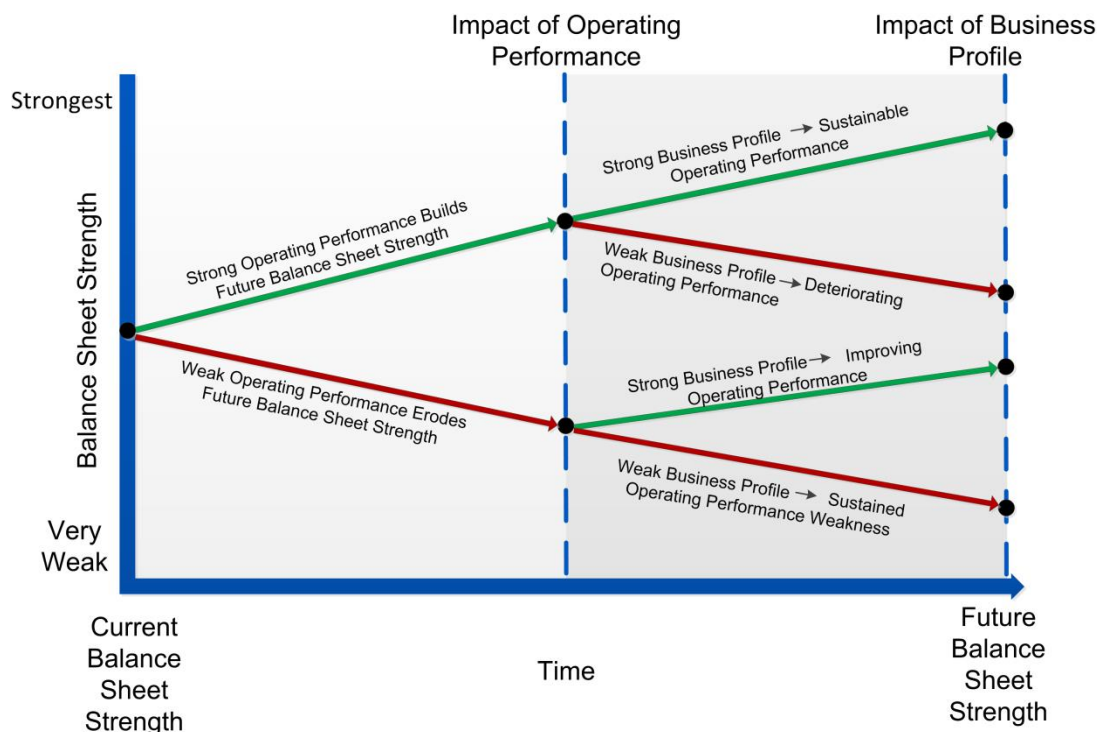 Impact of Operating
Performance
Impact of Business
Profile
Strongest
Balance Sheet Strength
Very
Weak
Strong Operating Performance Builds
Future Balance Sheet Strength
Weak Operating Performance Erodes
Future Balance Sheet Strength
Strong Business Profile → Sustainable
Operating Performance
Weak Business Profile → Deteriorating
Operating Performance
Strong Business Profile → Improving
Operating Performance
Weak Business Profile → Sustained
Operating Performance Weakness
Current
Balance
Sheet
Strength
Time
Future
Balance
Sheet
Strength